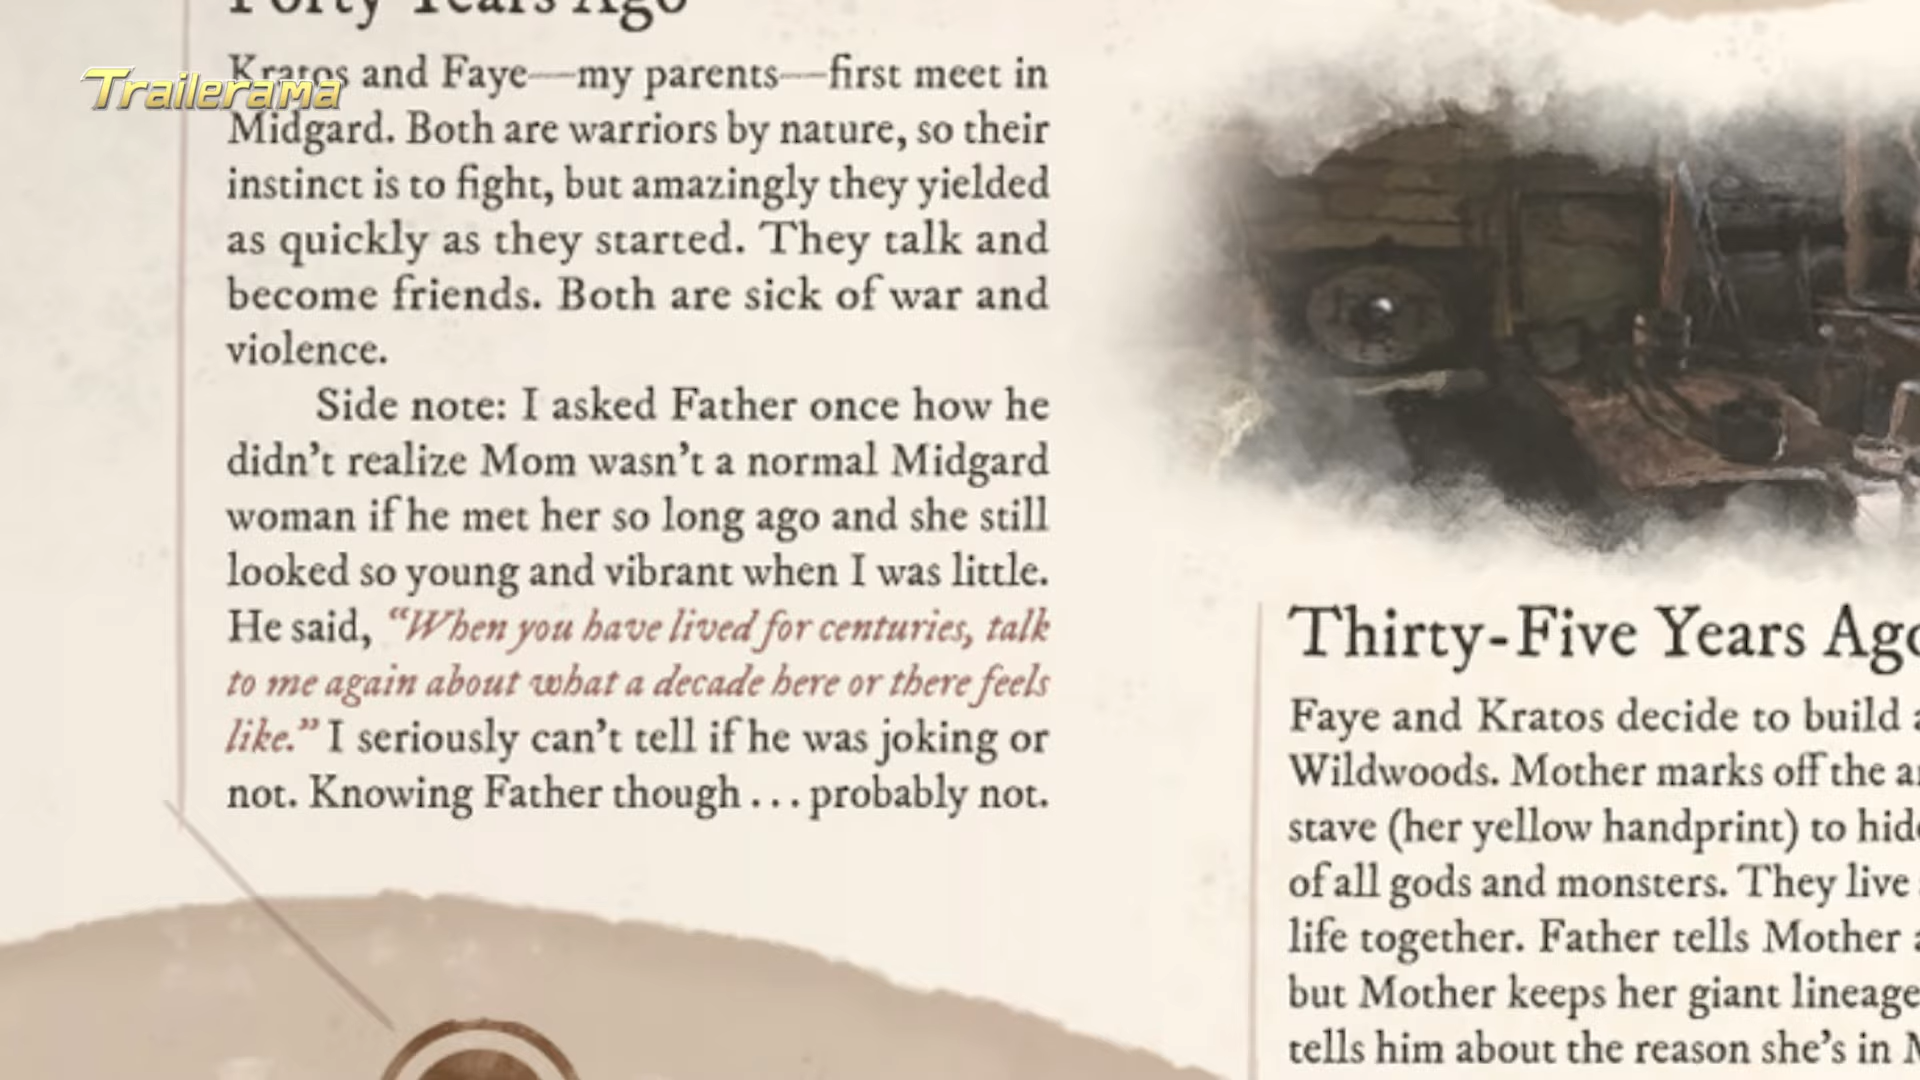 Forty Years Ago
Trailerama
Kratos and Faye—my parents—first meet in
Midgard. Both are warriors by nature, so their
instinct is to fight, but amazingly they yielded
as quickly as they started. They talk and
become friends. Both are sick of war and
violence.
Side note: I asked Father once how he
didn't realize Mom wasn't a normal Midgard
woman if he met her so long ago and she still
looked so young and vibrant when I was little.
He said, “When you have lived for centuries, talk
to me again about what a decade here or there feels
like.” I seriously can't tell if he was joking or
not. Knowing Father though . . . probably not.
Thirty-Five Years Ago
Faye and Kratos decide to build
Wildwoods. Mother marks off the
stave (her yellow handprint) to
of all gods and monsters. They live
life together. Father tells Mother
but Mother keeps her giant lineage
tells him about the reason she's in